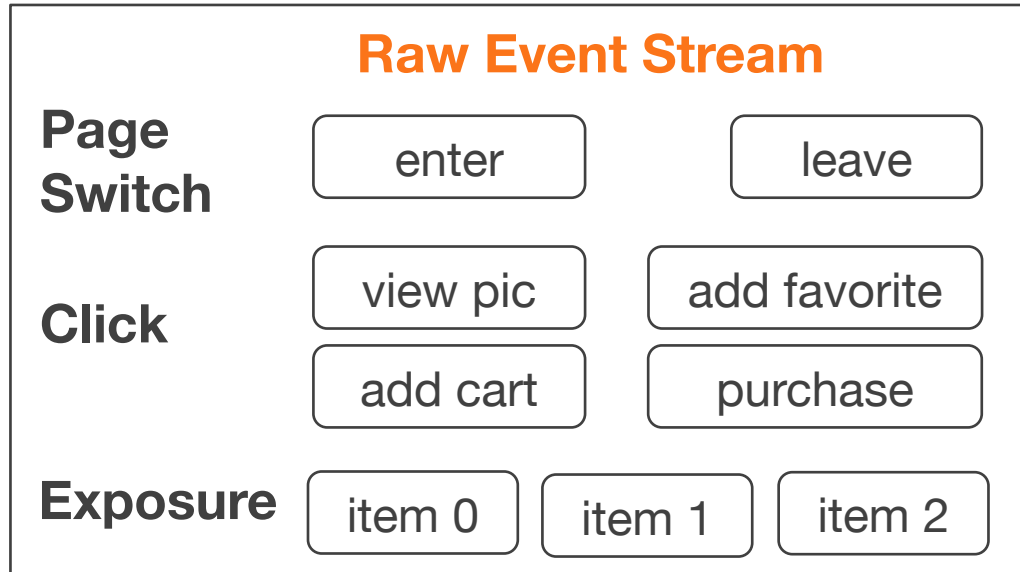 Raw Event Stream
Page
Switch
enter
leave
Click
view pic
add favorite
add cart
purchase
Exposure
item 0
item 1
item 2